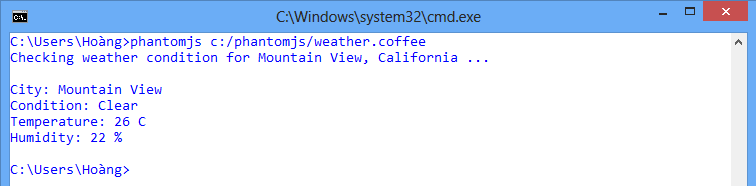 C:\Windows\system32\cmd.exe
C:\Users\Hoàng>phantomjs c:/phantomjs/weather.coffee
Checking weather condition for Mountain View, California ...
City: Mountain View
Condition: Clear
Temperature: 26 C
Humidity: 22 %
C:\Users\Hoàng>